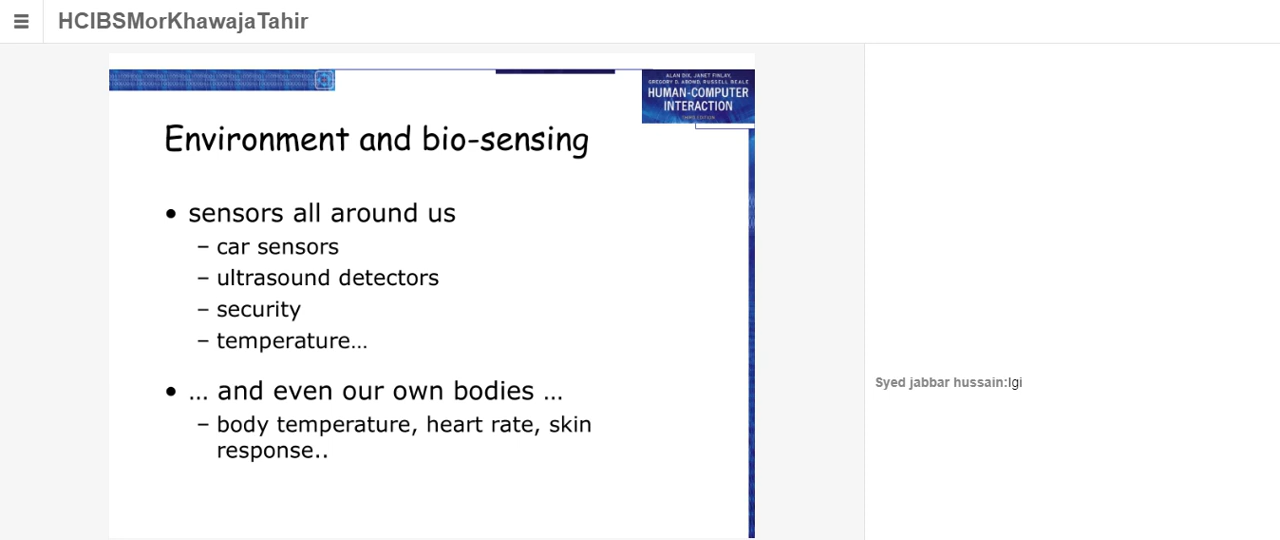 HCIBSMorKhawajaTahir
ALAN DIX, JANET FINLAY,
GREGORY D. ABOWD, RUSSELL BEALE
HUMAN-COMPUTER
INTERACTION
THIRD EDITION
Environment and bio-sensing
• sensors all around us
– car sensors
– ultrasound detectors
– security
– temperature…
• … and even our own bodies …
– body temperature, heart rate, skin
response..
Syed jabbar hussain:lgi